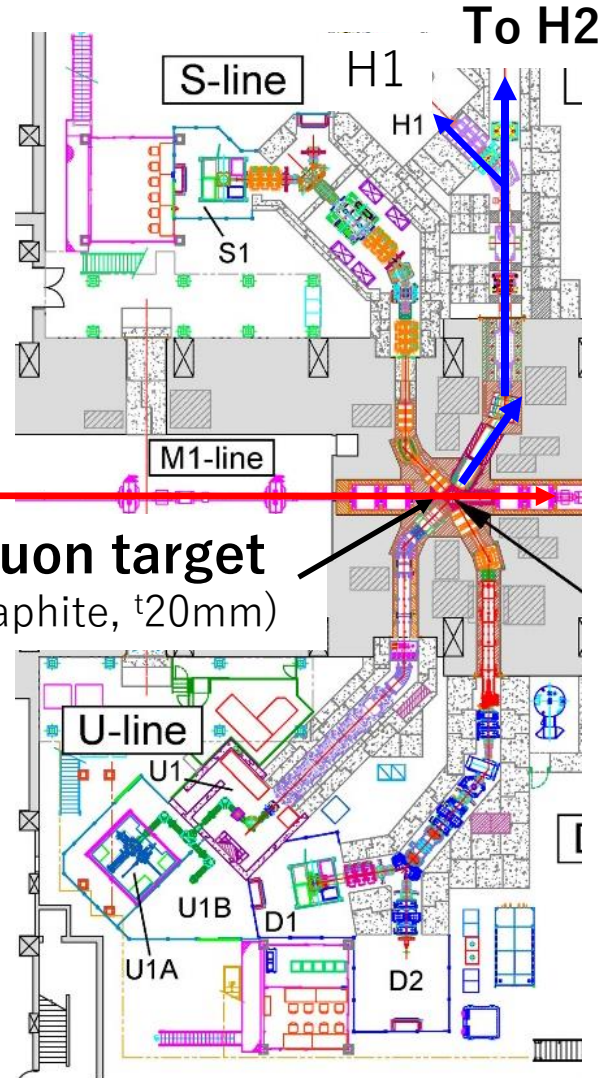 To H2
H1
S-line
H1
S1
M1-line
uon target
aphite, ᵗ20mm)
U-line
U1
U1B
D1
U1A
D2